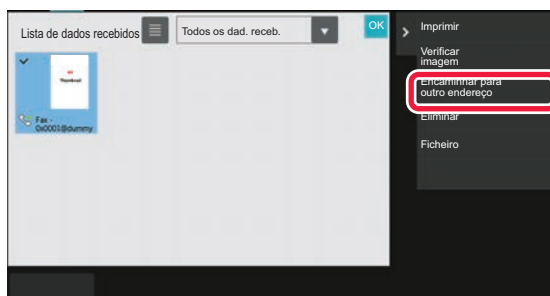 Lista de dados recebidos
Todos os dad. receb.
OK
Thumbnail
Fax -
0x0001@dummy
Imprimir
Verificar
imagem
Encaminhar para
outro endereço
Eliminar
Ficheiro